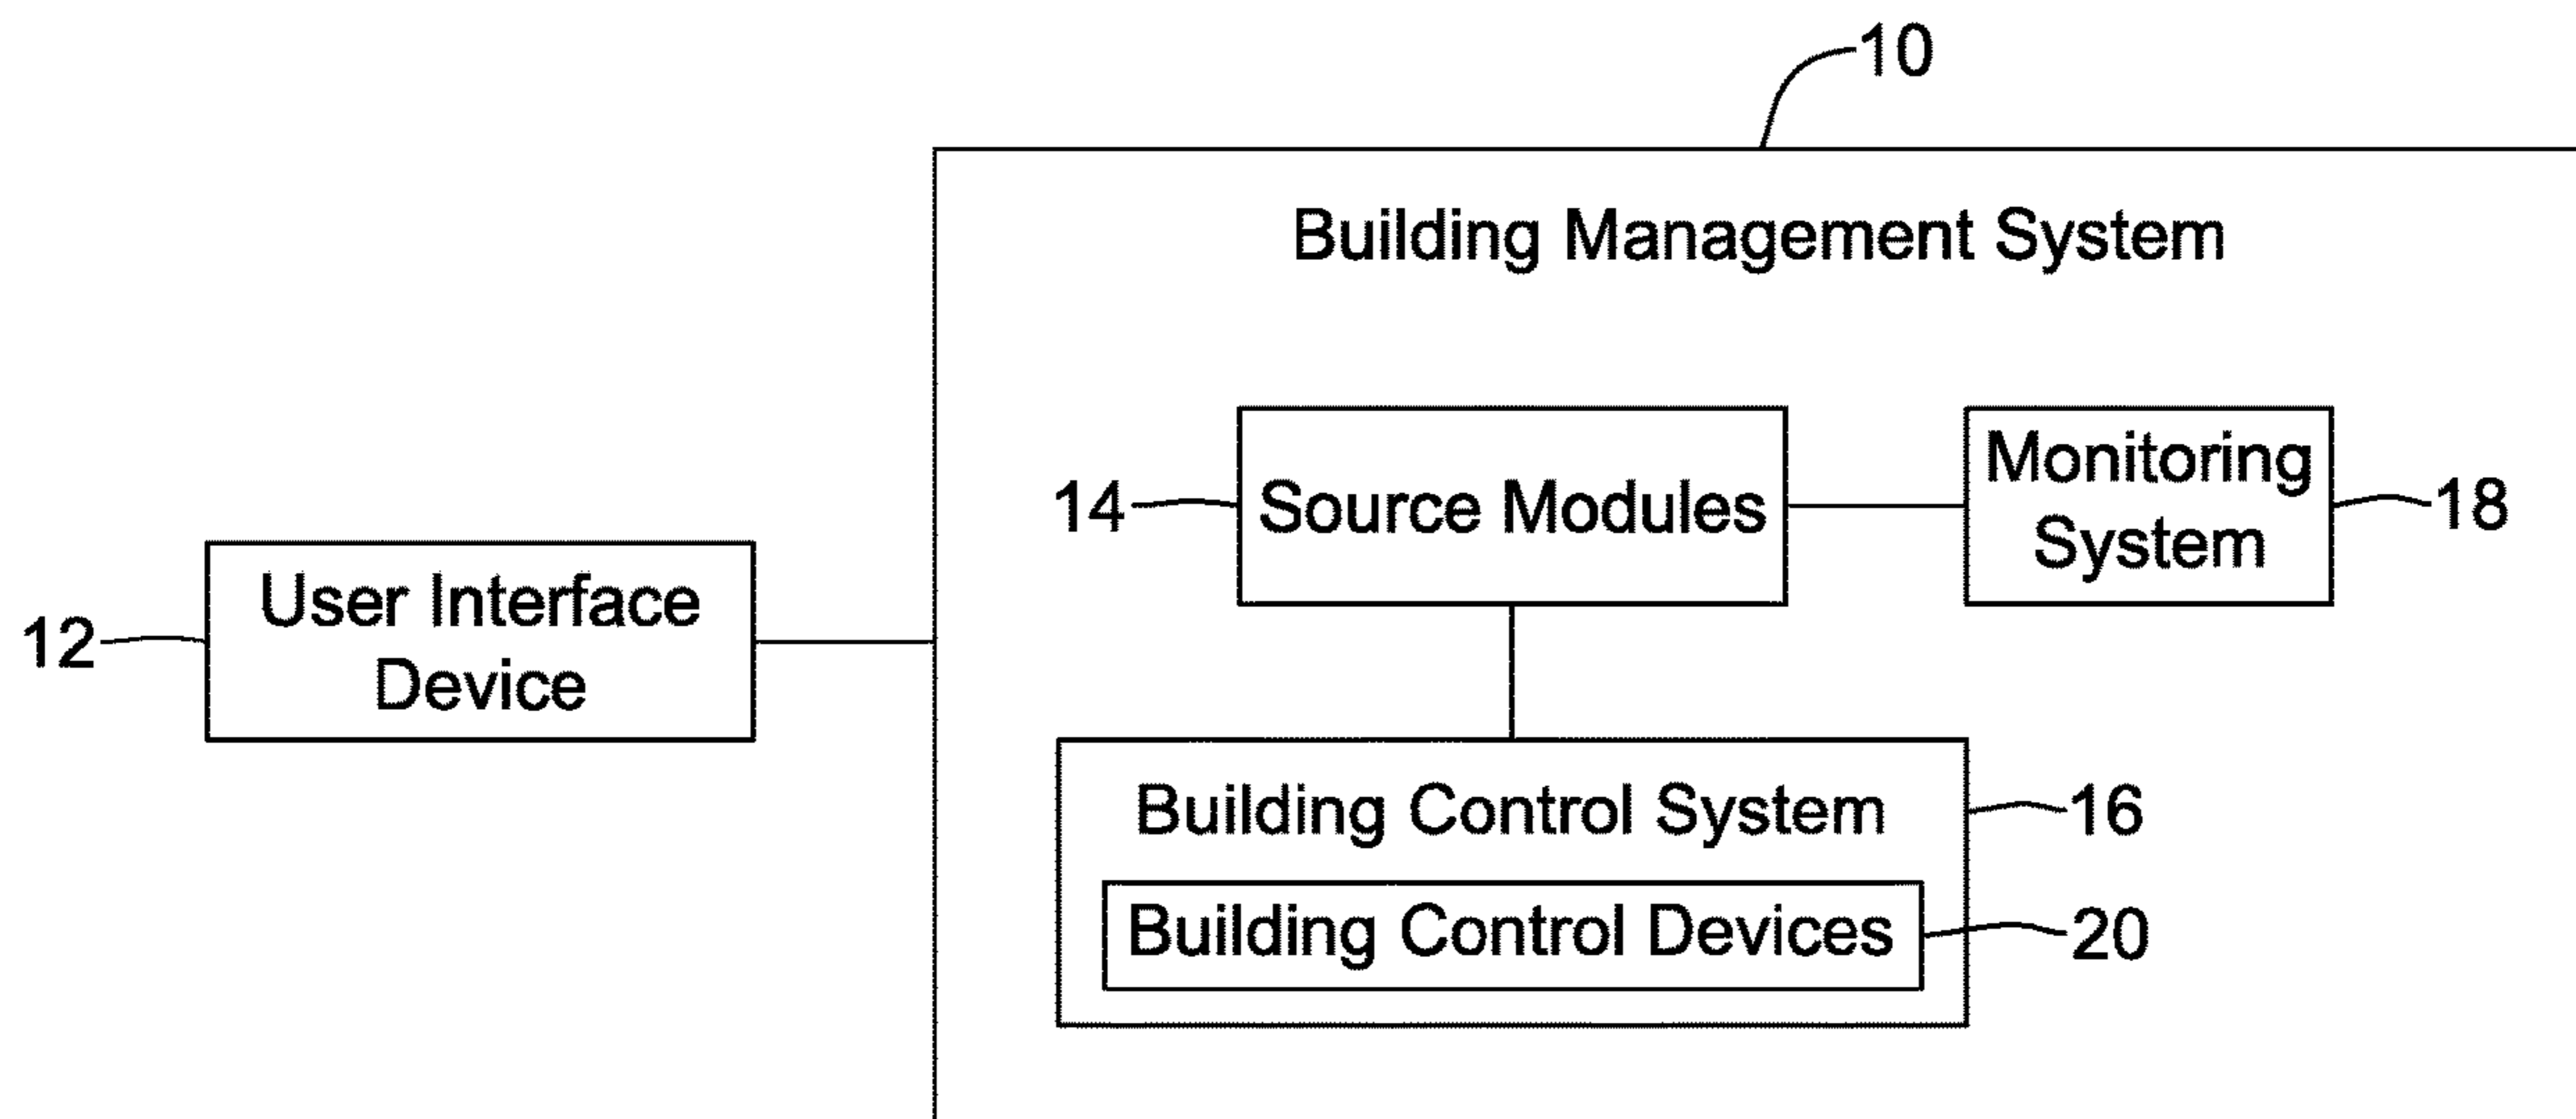 10
Building Management System
14
Source Modules
Monitoring
System
18
12
User Interface
Device
Building Control System
16
Building Control Devices
20